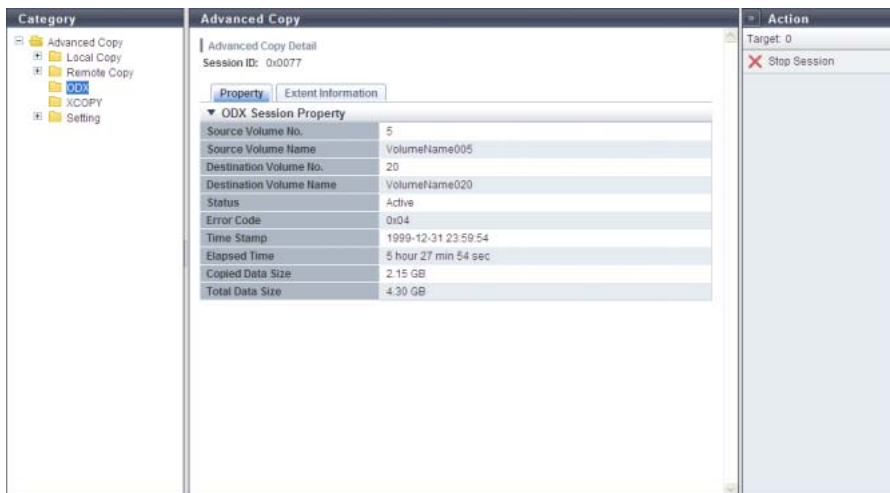 Category
Advanced Copy
Local Copy
Remote Copy
ODX
XCOPY
Setting
Advanced Copy
Advanced Copy Detail
Session ID: 0x0077
Property Extent Information
ODX Session Property
Source Volume No. 5
Source Volume Name VolumeName005
Destination Volume No. 20
Destination Volume Name VolumeName020
Status Active
Error Code 0x04
Time Stamp 1999-12-31 23:59:54
Elapsed Time 5 hour 27 min 54 sec
Copied Data Size 2.15 GB
Total Data Size 4.30 GB
» Action
Target: 0
Stop Session